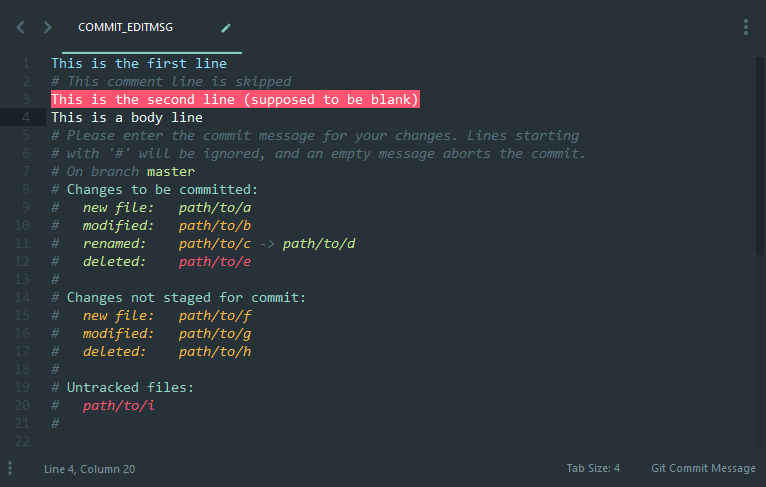 COMMIT_EDITMSG
1 This is the first line
2 # This comment line is skipped
3 This is the second line (supposed to be blank)
4 This is a body line
5 # Please enter the commit message for your changes. Lines starting
6 # with '#' will be ignored, and an empty message aborts the commit.
7 # On branch master
8 # Changes to be committed:
9 #   new file:   path/to/a
10 #   modified:   path/to/b
11 #   renamed:    path/to/c -> path/to/d
12 #   deleted:    path/to/e
13 #
14 # Changes not staged for commit:
15 #   new file:   path/to/f
16 #   modified:   path/to/g
17 #   deleted:    path/to/h
18 #
19 # Untracked files:
20 #   path/to/i
21 #
22
Line 4, Column 20 Tab Size: 4 Git Commit Message